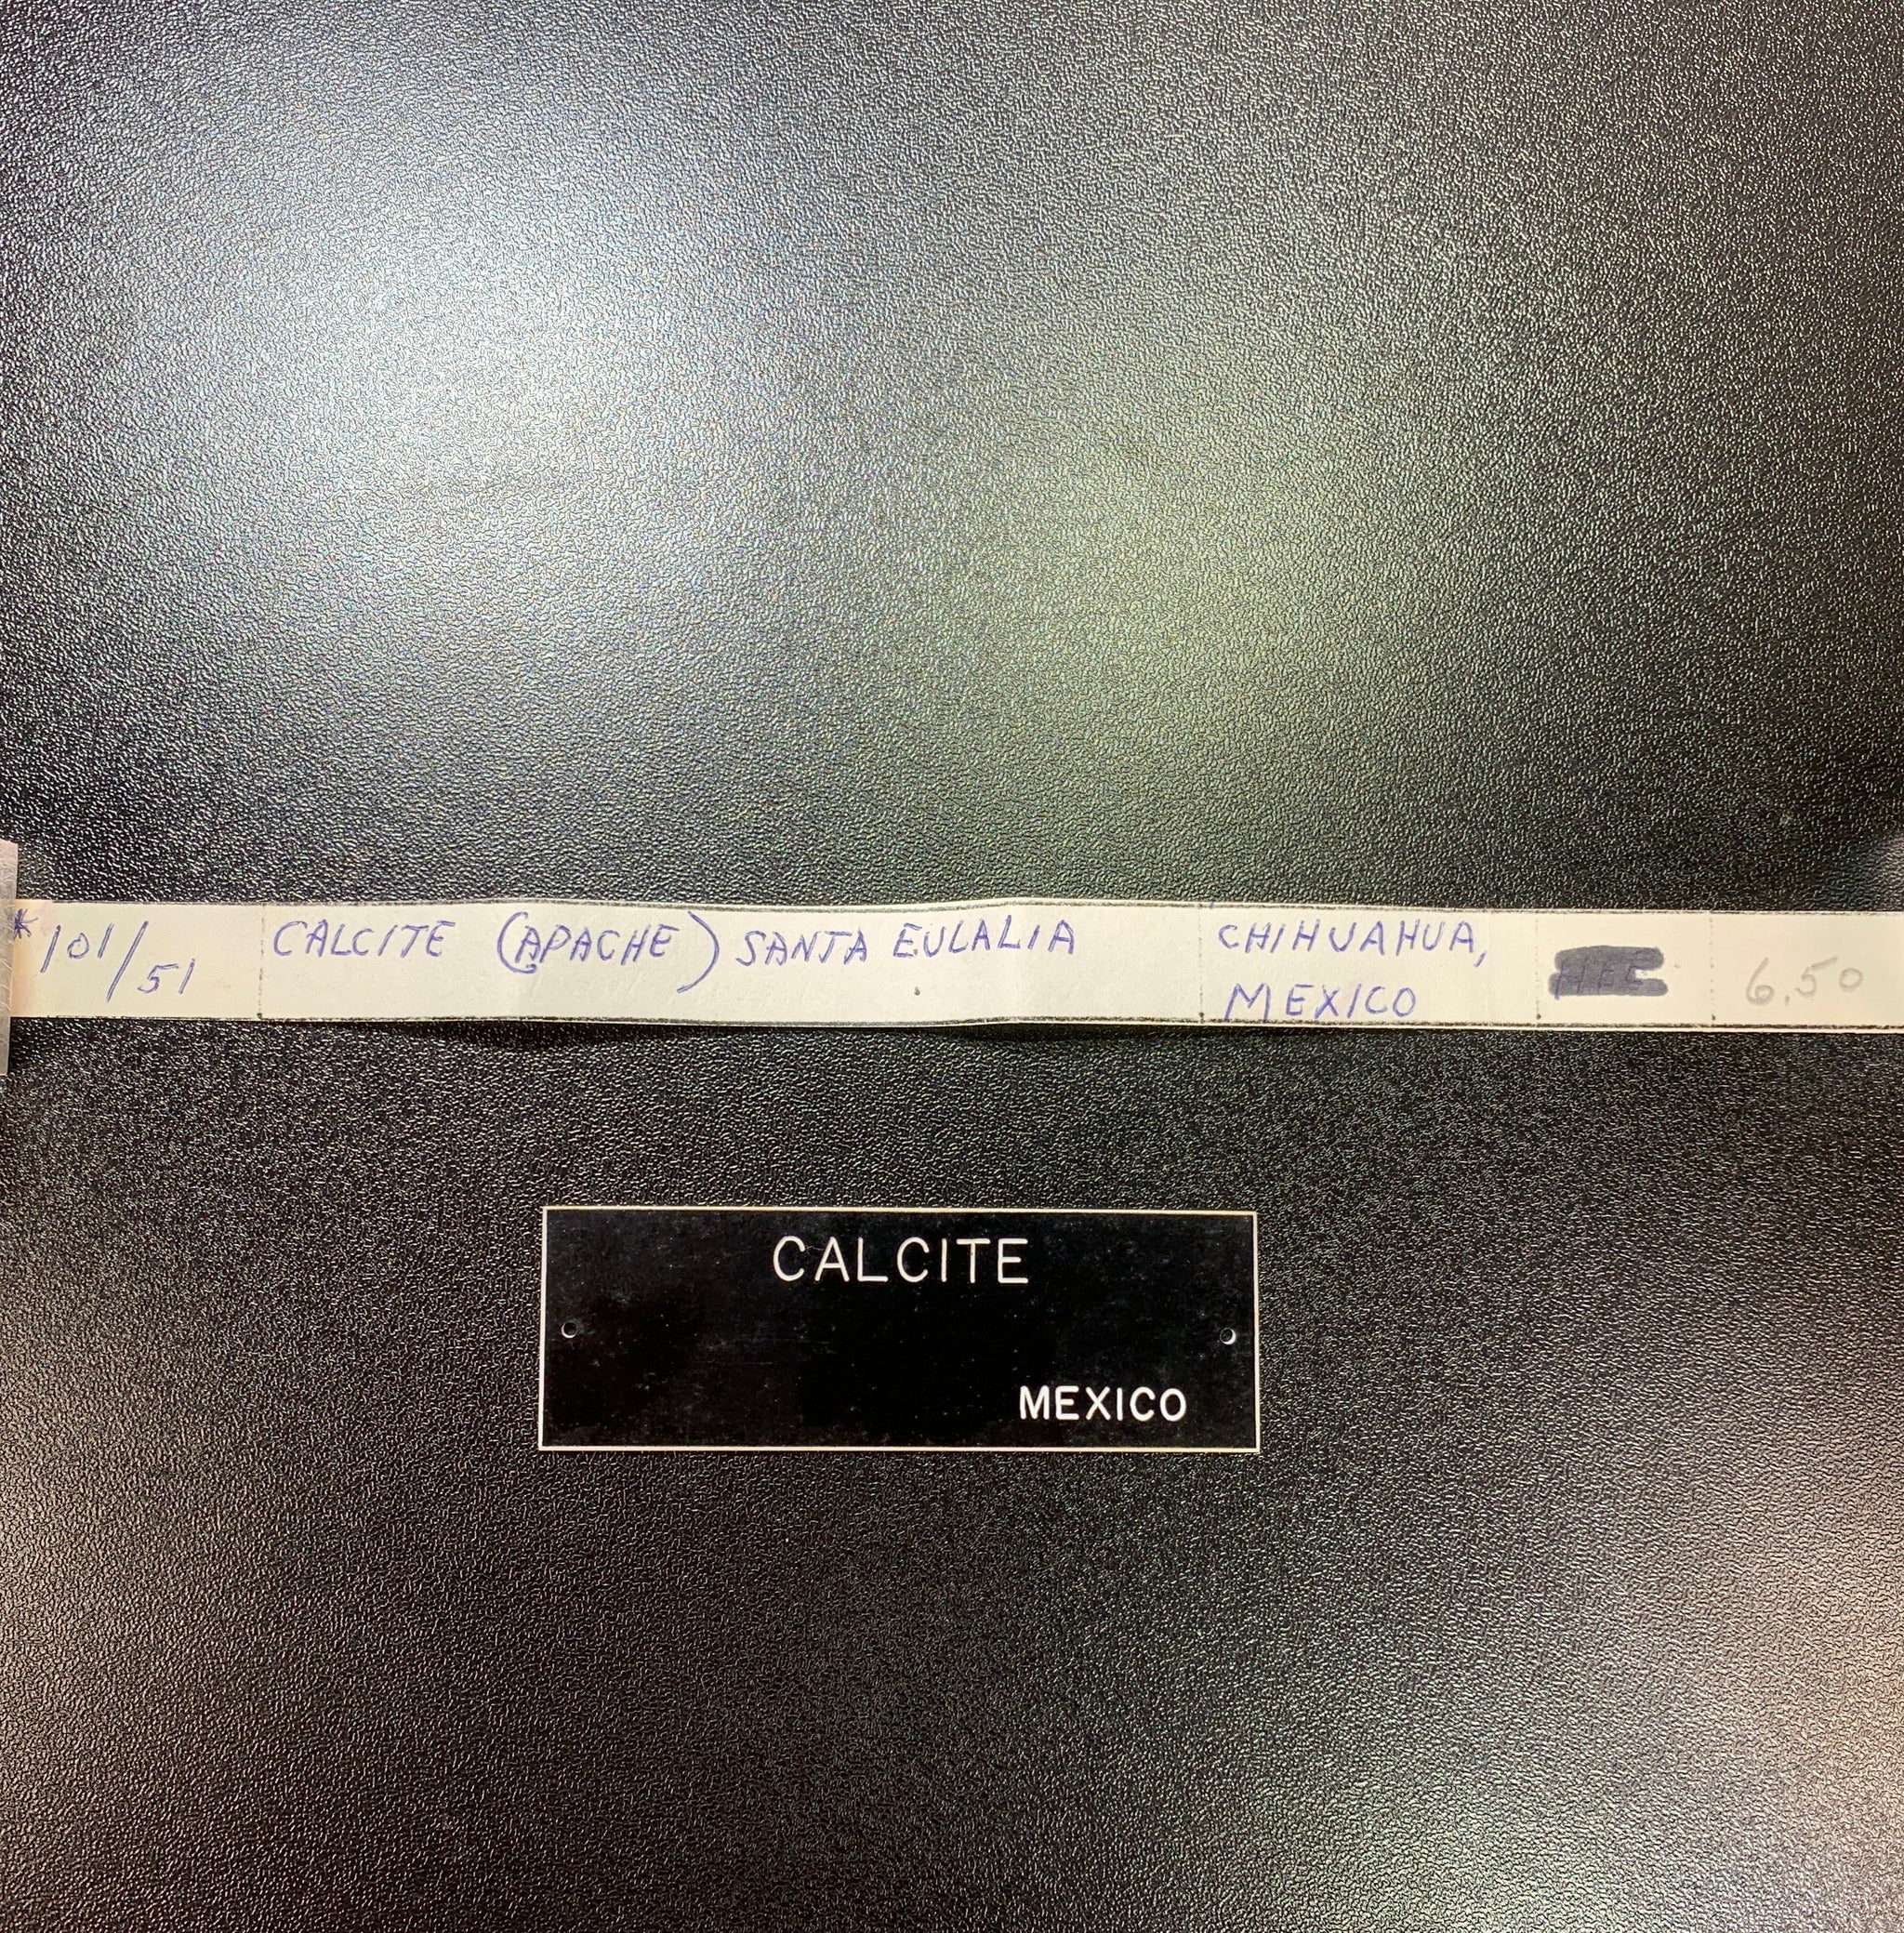 * 101/51 CALCITE (APACHE) SANTA EULALIA CHIHUAHUA, 6.50
MEXICO
CALCITE
MEXICO